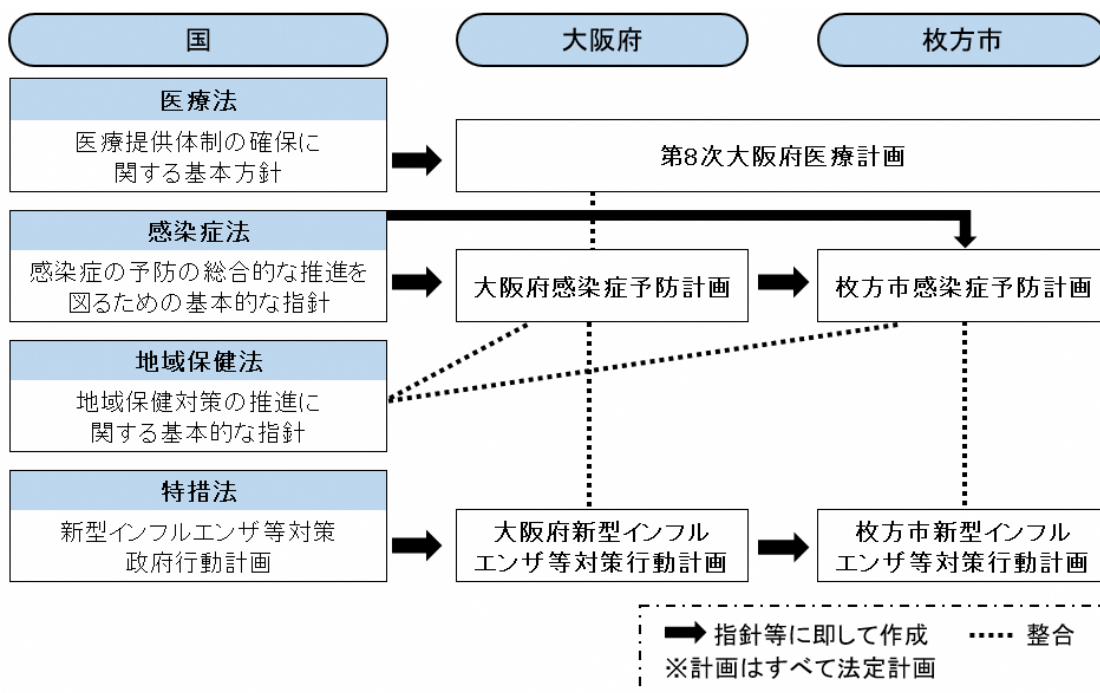 国
大阪府
枚方市
医療法
医療提供体制の確保に
関する基本方針
第8次大阪府医療計画
感染症法
感染症の予防の総合的な推進を
図るための基本的な指針
大阪府感染症予防計画
枚方市感染症予防計画
地域保健法
地域保健対策の推進に
関する基本的な指針
特措法
新型インフルエンザ等対策
政府行動計画
大阪府新型インフル
エンザ等対策行動計画
枚方市新型インフル
エンザ等対策行動計画
指針等に即して作成 整合
※計画はすべて法定計画